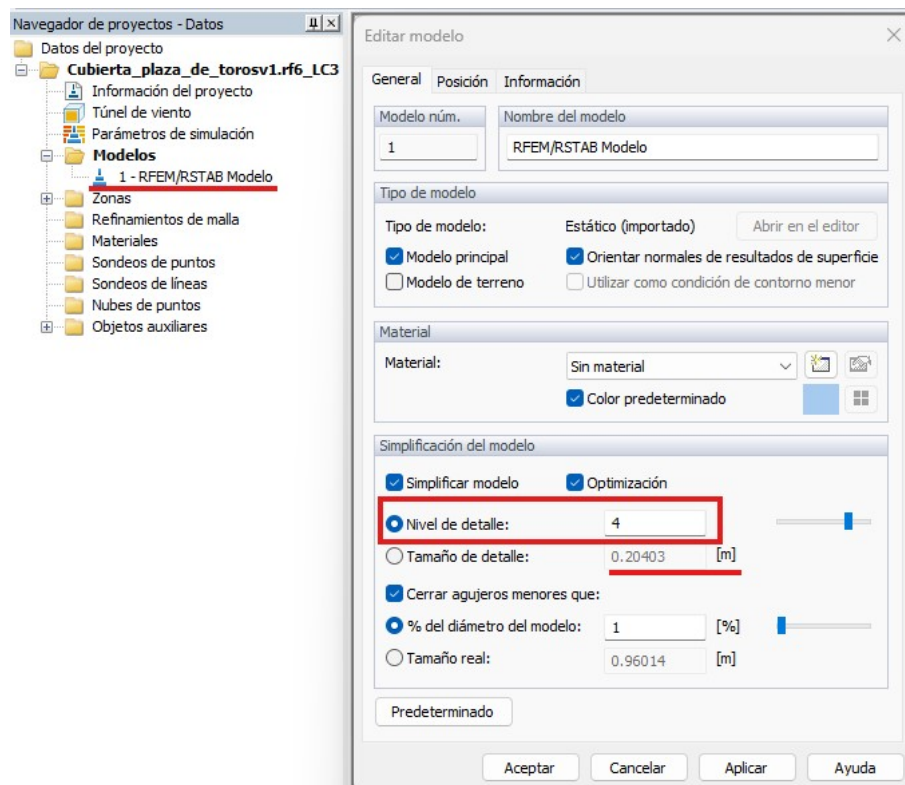 Navegador de proyectos - Datos
Datos del proyecto
Cubierta_plaza_de_torosv1.rf6_LC3
Información del proyecto
Túnel de viento
Parámetros de simulación
Modelos
1 - RFEM/RSTAB Modelo
Zonas
Refinamientos de malla
Materiales
Sondeos de puntos
Sondeos de líneas
Nubes de puntos
Objetos auxiliares
Editar modelo
General Posición Información
Modelo núm. Nombre del modelo
1 RFEM/RSTAB Modelo
Tipo de modelo
Tipo de modelo: Estático (importado) Abrir en el editor
Modelo principal Orientar normales de resultados de superficie
Modelo de terreno Utilizar como condición de contorno menor
Material
Material: Sin material
Color predeterminado
Simplificación del modelo
Simplificar modelo Optimización
Nivel de detalle: 4
Tamaño de detalle: 0.20403 [m]
Cerrar agujeros menores que:
% del diámetro del modelo: 1 [%]
Tamaño real: 0.96014 [m]
Predeterminado
Aceptar Cancelar Aplicar Ayuda